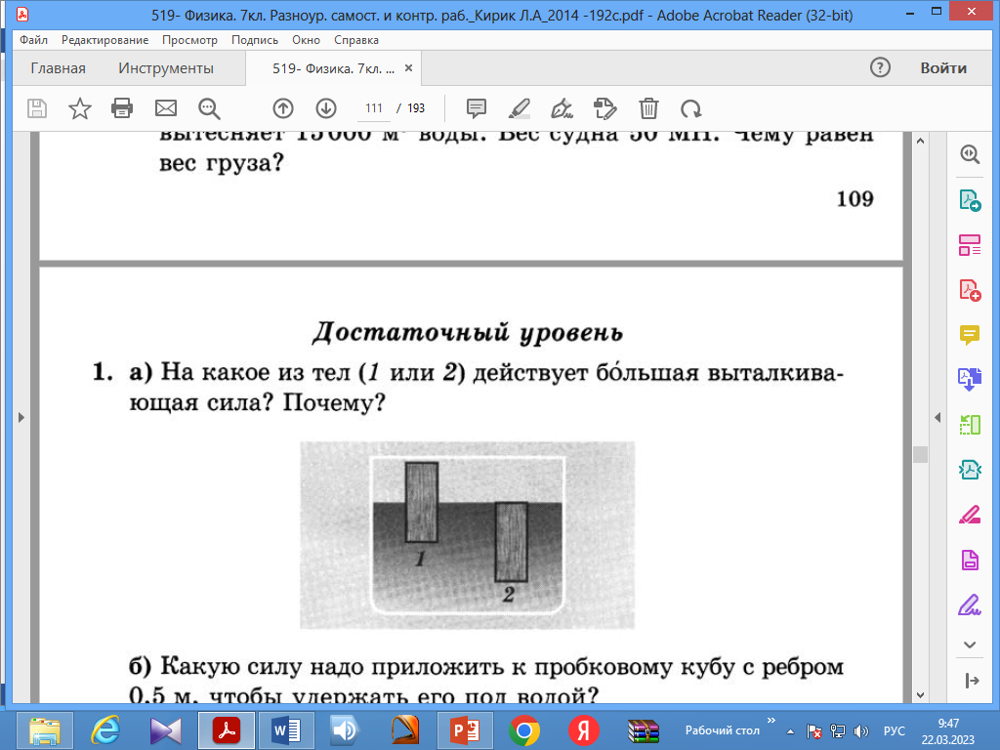 519- Физика. 7кл. Разноур. самост. и контр. раб._Кирик Л.А_2014 -192с.pdf - Adobe Acrobat Reader (32-bit)
Файл Редактирование Просмотр Подпись Окно Справка
Главная Инструменты 519- Физика. 7кл. ... × Войти
111 / 193
вытесняет 15 000 м³ воды. Вес судна 50 МН. Чему равен
вес груза?
109
Достаточный уровень
1. а) На какое из тел (1 или 2) действует бо́льшая выталкива-
ющая сила? Почему?
1
2
б) Какую силу надо приложить к пробковому кубу с ребром
0,5 м, чтобы удержать его под водой?
Рабочий стол » РУС 9:47
22.03.2023